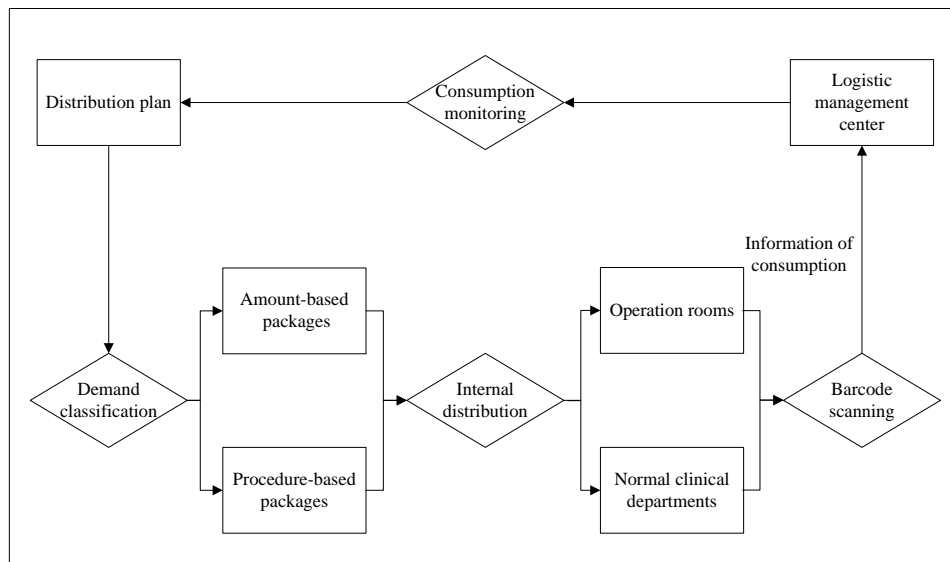 Distribution plan
Consumption
monitoring
Logistic
management
center
Information of
consumption
Amount-based
packages
Operation rooms
Demand
classification
Internal
distribution
Barcode
scanning
Procedure-based
packages
Normal clinical
departments